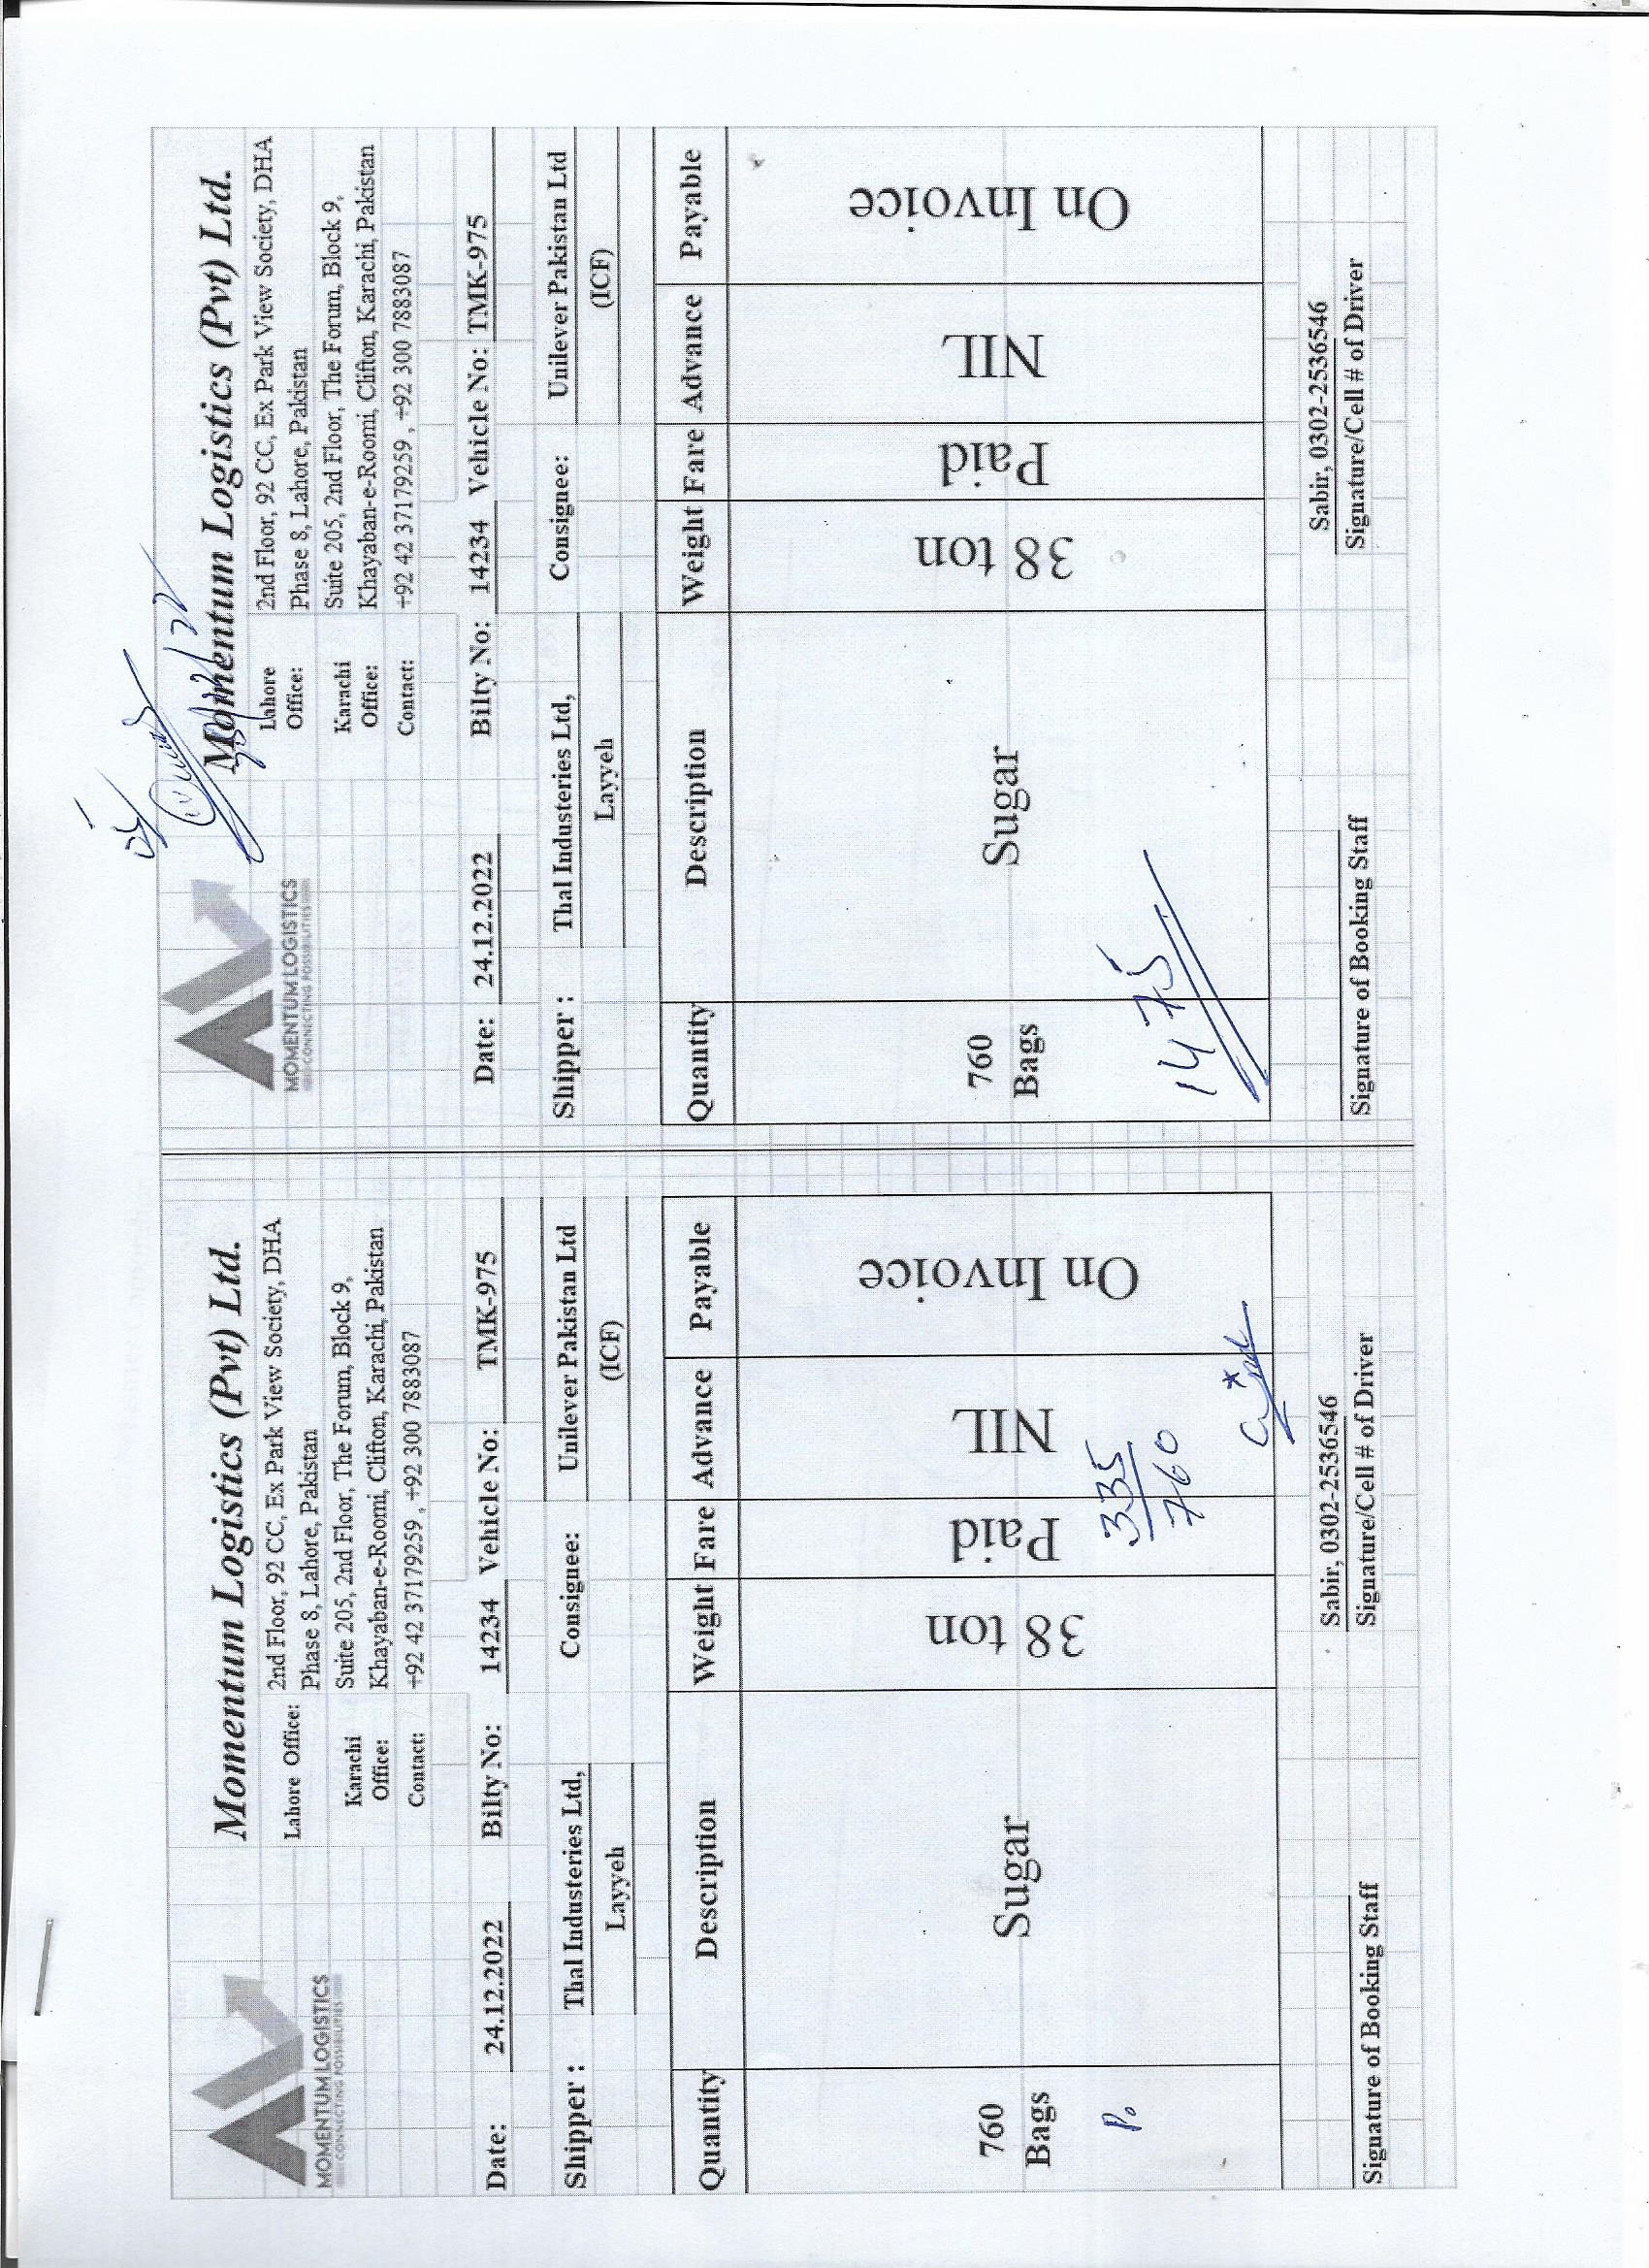 MOMENTUM LOGISTICS
CONNECTING POSSIBILITIES
Momentum Logistics (Pvt) Ltd.
Lahore Office: 2nd Floor, 92 CC, Ex Park View Society, DHA
Phase 8, Lahore, Pakistan
Karachi Office: Suite 205, 2nd Floor, The Forum, Block 9,
Khayaban-e-Roomi, Clifton, Karachi, Pakistan
Contact: +92 42 37179259 , +92 300 7883087
Date: 24.12.2022 Bilty No: 14234 Vehicle No: TMK-975
Shipper : Thal Industeries Ltd, Consignee: Unilever Pakistan Ltd
Layyeh (ICF)
Quantity Description Weight Fare Advance Payable
760 Bags Sugar 38 ton Paid NIL On Invoice
P.
335
760
Sabir, 0302-2536546
Signature of Booking Staff Signature/Cell # of Driver
MOMENTUM LOGISTICS
CONNECTING POSSIBILITIES
Momentum Logistics (Pvt) Ltd.
Lahore Office: 2nd Floor, 92 CC, Ex Park View Society, DHA
Phase 8, Lahore, Pakistan
Karachi Office: Suite 205, 2nd Floor, The Forum, Block 9,
Khayaban-e-Roomi, Clifton, Karachi, Pakistan
Contact: +92 42 37179259 , +92 300 7883087
Date: 24.12.2022 Bilty No: 14234 Vehicle No: TMK-975
Shipper : Thal Industeries Ltd, Consignee: Unilever Pakistan Ltd
Layyeh (ICF)
Quantity Description Weight Fare Advance Payable
760 Bags Sugar 38 ton Paid NIL On Invoice
1475
Sabir, 0302-2536546
Signature of Booking Staff Signature/Cell # of Driver